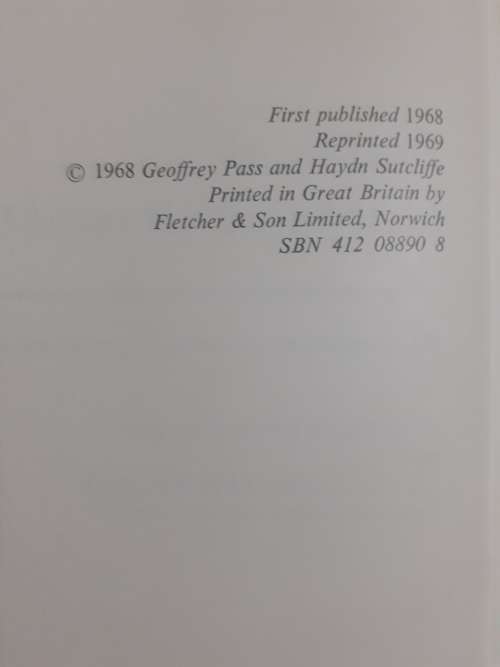 First published 1968
Reprinted 1969
© 1968 Geoffrey Pass and Haydn Sutcliffe
Printed in Great Britain by
Fletcher & Son Limited, Norwich
SBN 412 08890 8